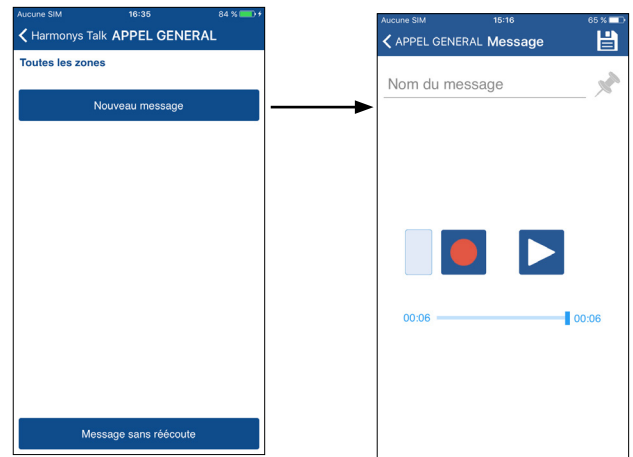 Aucune SIM 16:35 84 %
Harmonys Talk APPEL GENERAL
Toutes les zones
Nouveau message
Message sans réécoute
Aucune SIM 15:16 65 %
APPEL GENERAL Message
Nom du message
00:06 00:06